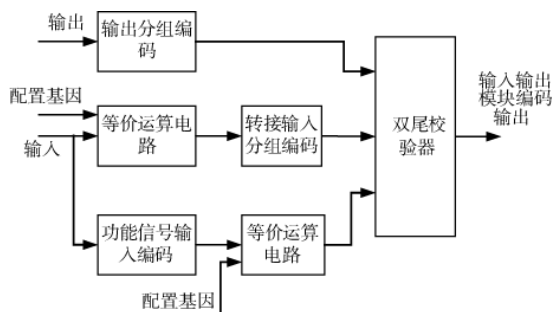 输出
输出分组编
码
配置基因
等价运算电
路
输入
转接输入
分组编码
功能信号输
入编码
等价运算
电路
配置基因
双尾校
验器
输入输出
模块编码
输出